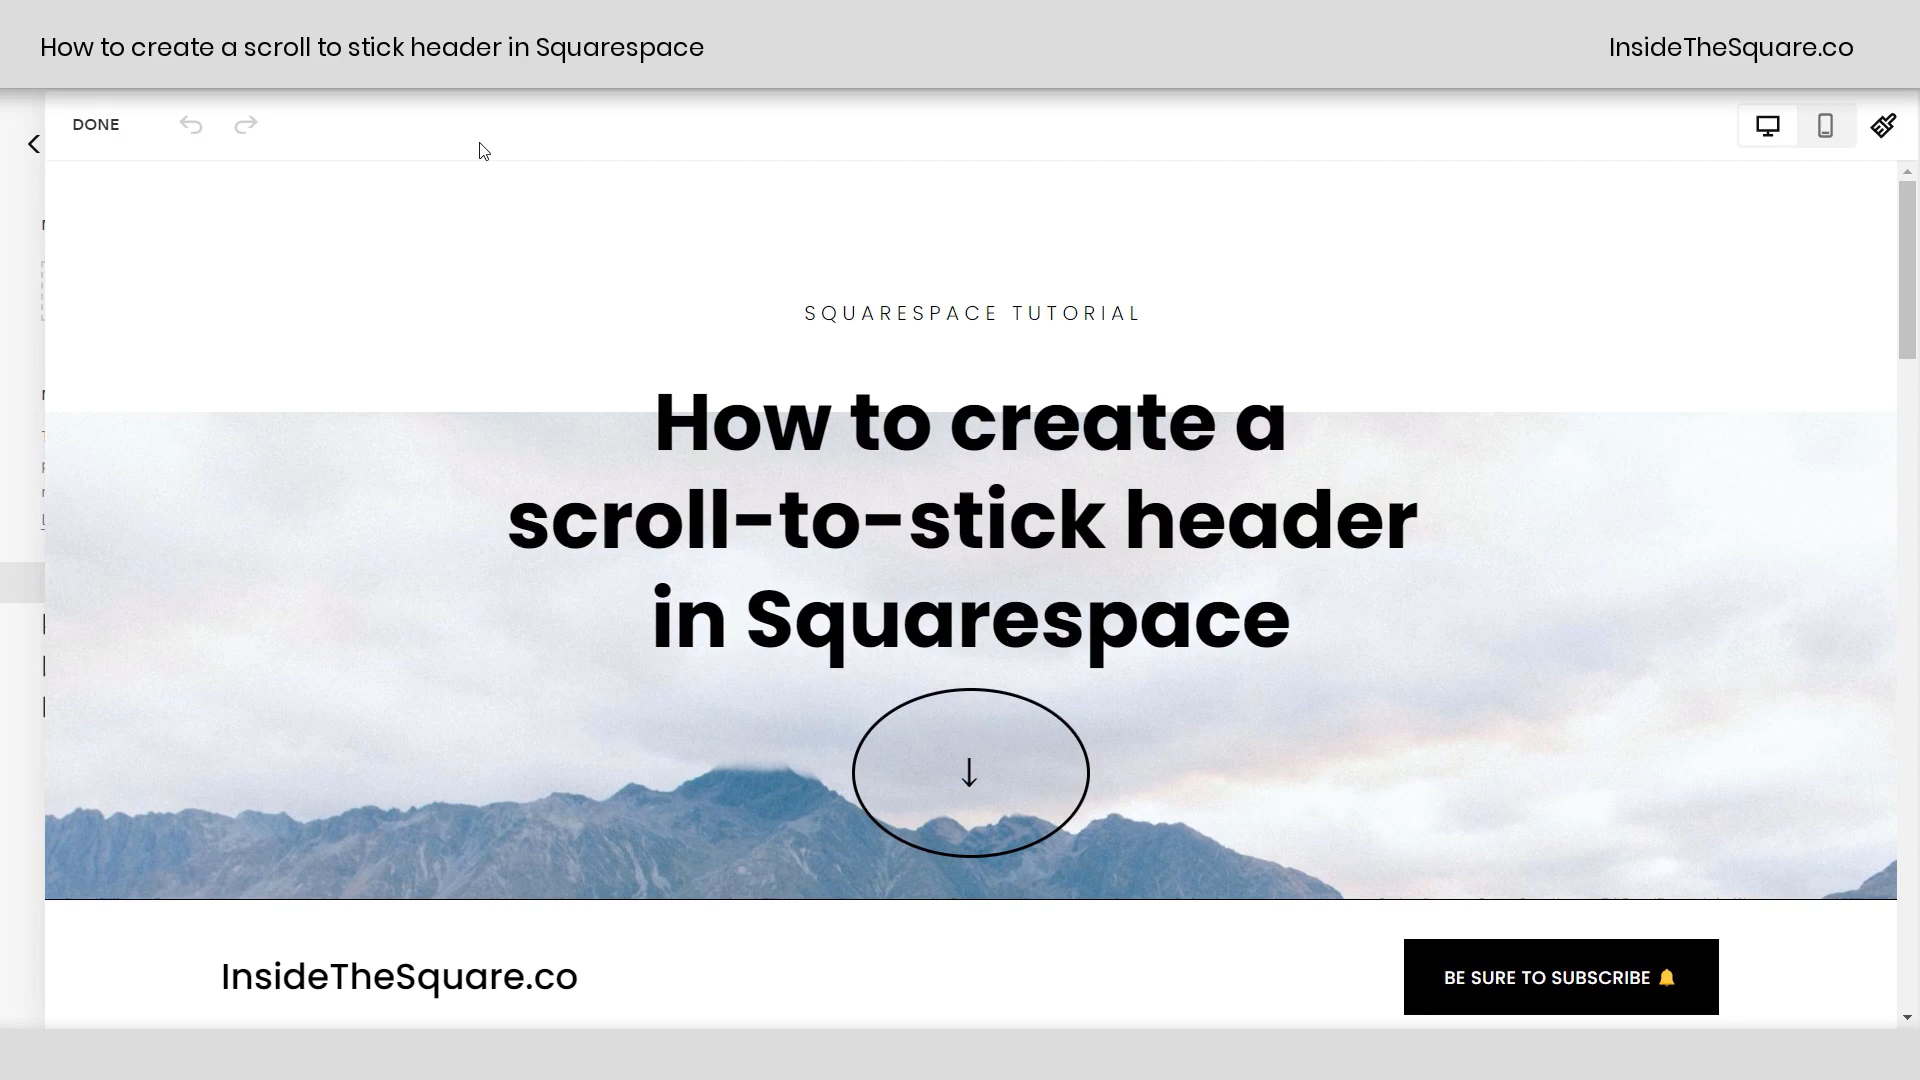 How to create a scroll to stick header in Squarespace
InsideTheSquare.co
DONE
SQUARESPACE TUTORIAL
How to create a
scroll-to-stick header
in Squarespace
↓
InsideTheSquare.co
BE SURE TO SUBSCRIBE 🔔